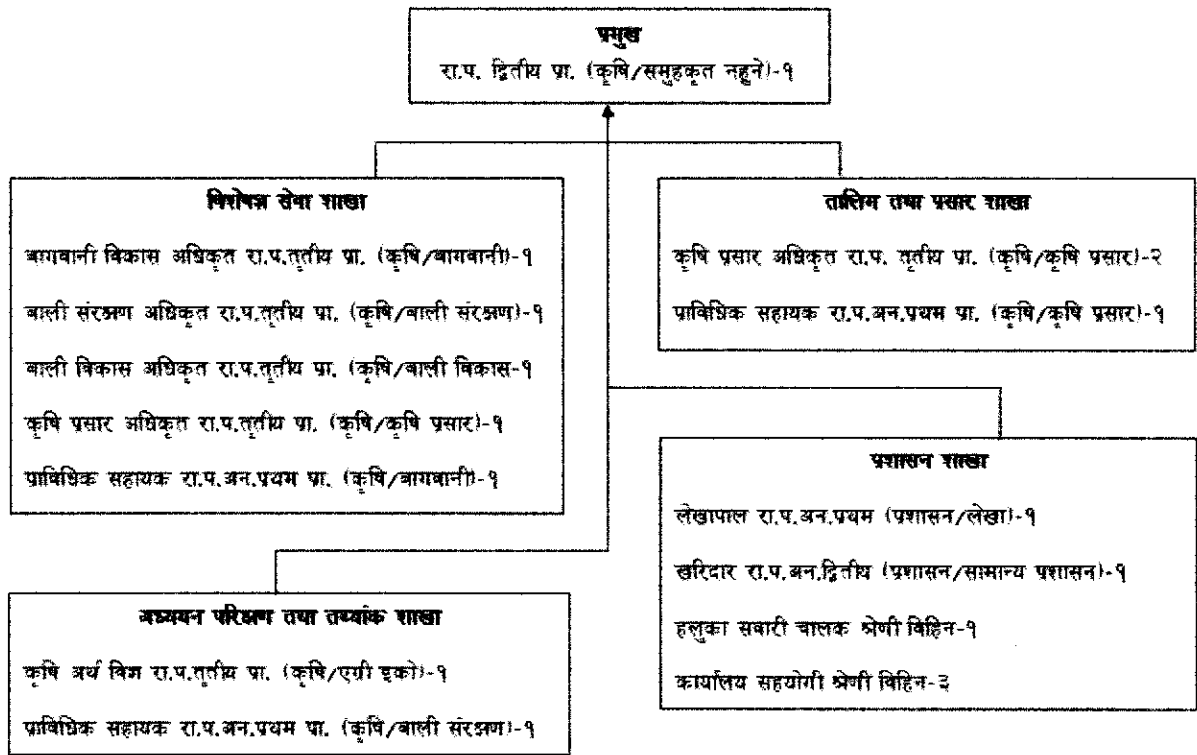 प्रमुख
रा.प. द्वितीय प्रा. (कृषि/समुहकृत नहुने)-१
विशेषज्ञ सेवा शाखा
बागवानी विकास अधिकृत रा.प.तृतीय प्रा. (कृषि/बागवानी)-१
बाली संरक्षण अधिकृत रा.प.तृतीय प्रा. (कृषि/बाली संरक्षण)-१
बाली विकास अधिकृत रा.प.तृतीय प्रा. (कृषि/बाली विकास-१
कृषि प्रसार अधिकृत रा.प.तृतीय प्रा. (कृषि/कृषि प्रसार)-१
प्राविधिक सहायक रा.प.अन.प्रथम प्रा. (कृषि/बागवानी)-१
तालिम तथा प्रसार शाखा
कृषि प्रसार अधिकृत रा.प. तृतीय प्रा. (कृषि/कृषि प्रसार)-२
प्राविधिक सहायक रा.प.अन.प्रथम प्रा. (कृषि/कृषि प्रसार)-१
प्रशासन शाखा
लेखापाल रा.प.अन.प्रथम (प्रशासन/लेखा)-१
खरिदार रा.प.अन.द्वितीय (प्रशासन/सामान्य प्रशासन)-१
हलुका सवारी चालक श्रेणी विहिन-१
कार्यालय सहयोगी श्रेणी विहिन-३
अध्ययन परिक्षण तथा तथ्यांक शाखा
कृषि अर्थ विज्ञ रा.प.तृतीय प्रा. (कृषि/एग्री इको)-१
प्राविधिक सहायक रा.प.अन.प्रथम प्रा. (कृषि/बाली संरक्षण)-१